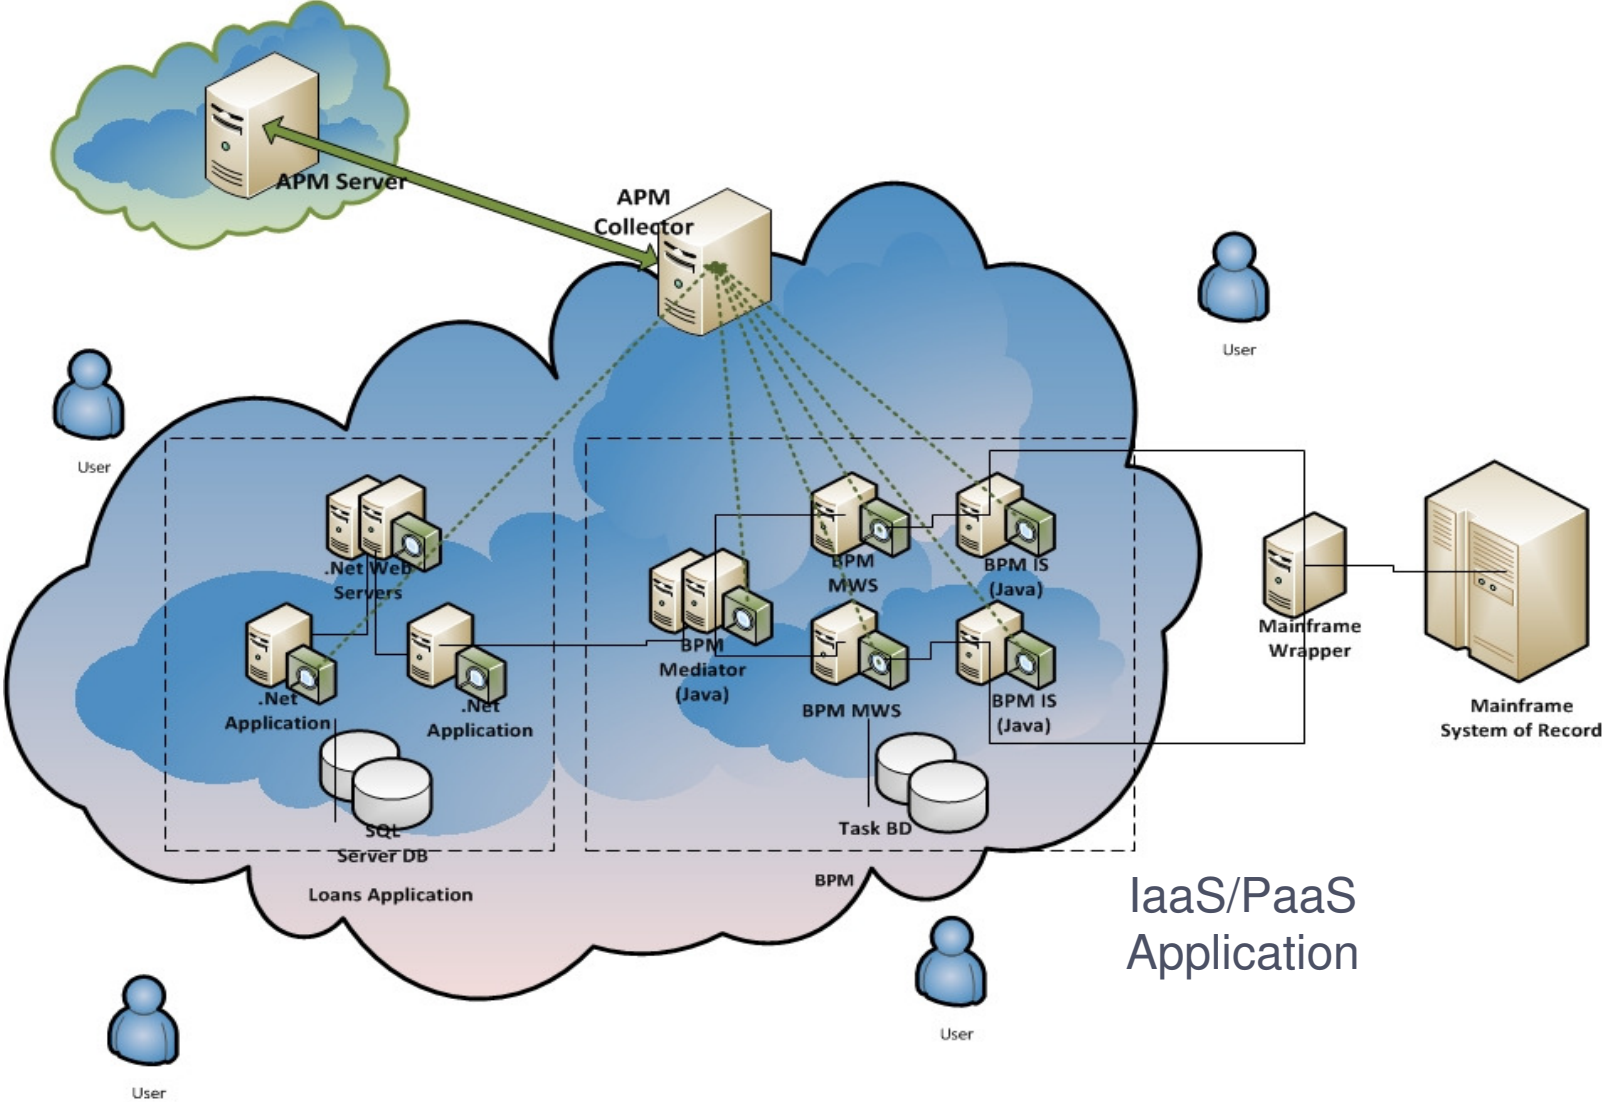 APM Server
APM
Collector
User
User
.Net Web
Servers
BPM
MWS
BPM IS
(Java)
Mainframe
Wrapper
BPM
Mediator
(Java)
.Net
Application
.Net
Application
BPM MWS
BPM IS
(Java)
Mainframe
System of Record
SQL
Server DB
Task BD
Loans Application
BPM
IaaS/PaaS
Application
User
User